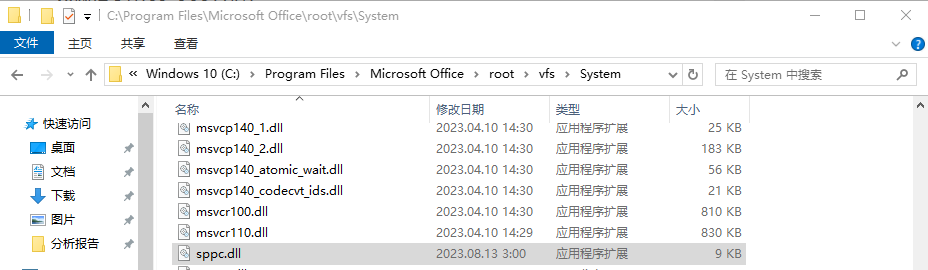 C:\Program Files\Microsoft Office\root\vfs\System
文件 主页 共享 查看
« Windows 10 (C:) › Program Files › Microsoft Office › root › vfs › System 在 System 中搜索
名称 修改日期 类型 大小
快速访问
桌面
文档
下载
图片
分析报告
msvcp140_1.dll 2023.04.10 14:30 应用程序扩展 25 KB
msvcp140_2.dll 2023.04.10 14:30 应用程序扩展 183 KB
msvcp140_atomic_wait.dll 2023.04.10 14:30 应用程序扩展 56 KB
msvcp140_codecvt_ids.dll 2023.04.10 14:30 应用程序扩展 21 KB
msvcr100.dll 2023.04.10 14:30 应用程序扩展 810 KB
msvcr110.dll 2023.04.10 14:29 应用程序扩展 830 KB
sppc.dll 2023.08.13 3:00 应用程序扩展 9 KB